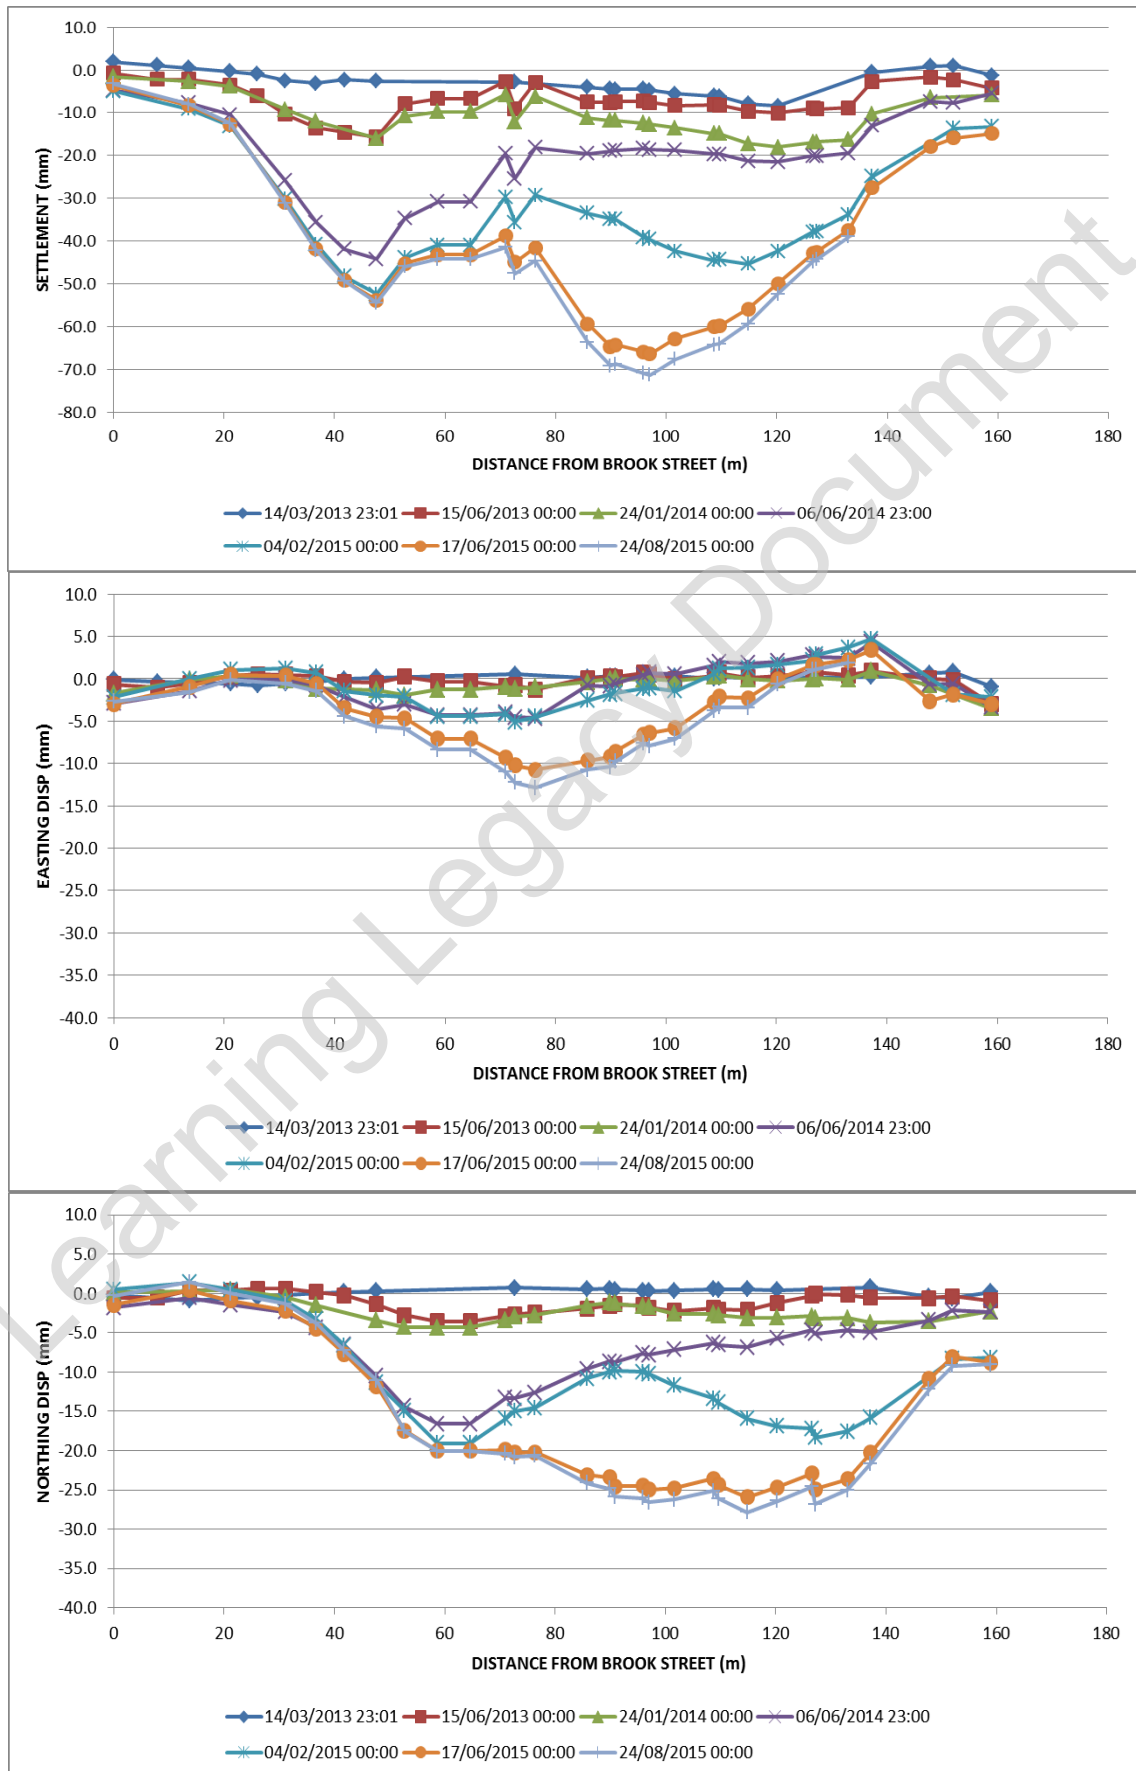 10.0
0.0
-10.0
-20.0
-30.0
-40.0
-50.0
-60.0
-70.0
-80.0
SETTLEMENT (mm)
0 20 40 60 80 100 120 140 160 180
DISTANCE FROM BROOK STREET (m)
14/03/2013 23:01 15/06/2013 00:00 24/01/2014 00:00 06/06/2014 23:00
04/02/2015 00:00 17/06/2015 00:00 24/08/2015 00:00
10.0
5.0
0.0
-5.0
-10.0
-15.0
-20.0
-25.0
-30.0
-35.0
-40.0
EASTING DISP (mm)
0 20 40 60 80 100 120 140 160 180
DISTANCE FROM BROOK STREET (m)
14/03/2013 23:01 15/06/2013 00:00 24/01/2014 00:00 06/06/2014 23:00
04/02/2015 00:00 17/06/2015 00:00 24/08/2015 00:00
10.0
5.0
0.0
-5.0
-10.0
-15.0
-20.0
-25.0
-30.0
-35.0
-40.0
NORTHING DISP (mm)
0 20 40 60 80 100 120 140 160 180
DISTANCE FROM BROOK STREET (m)
14/03/2013 23:01 15/06/2013 00:00 24/01/2014 00:00 06/06/2014 23:00
04/02/2015 00:00 17/06/2015 00:00 24/08/2015 00:00
Learning Legacy Document